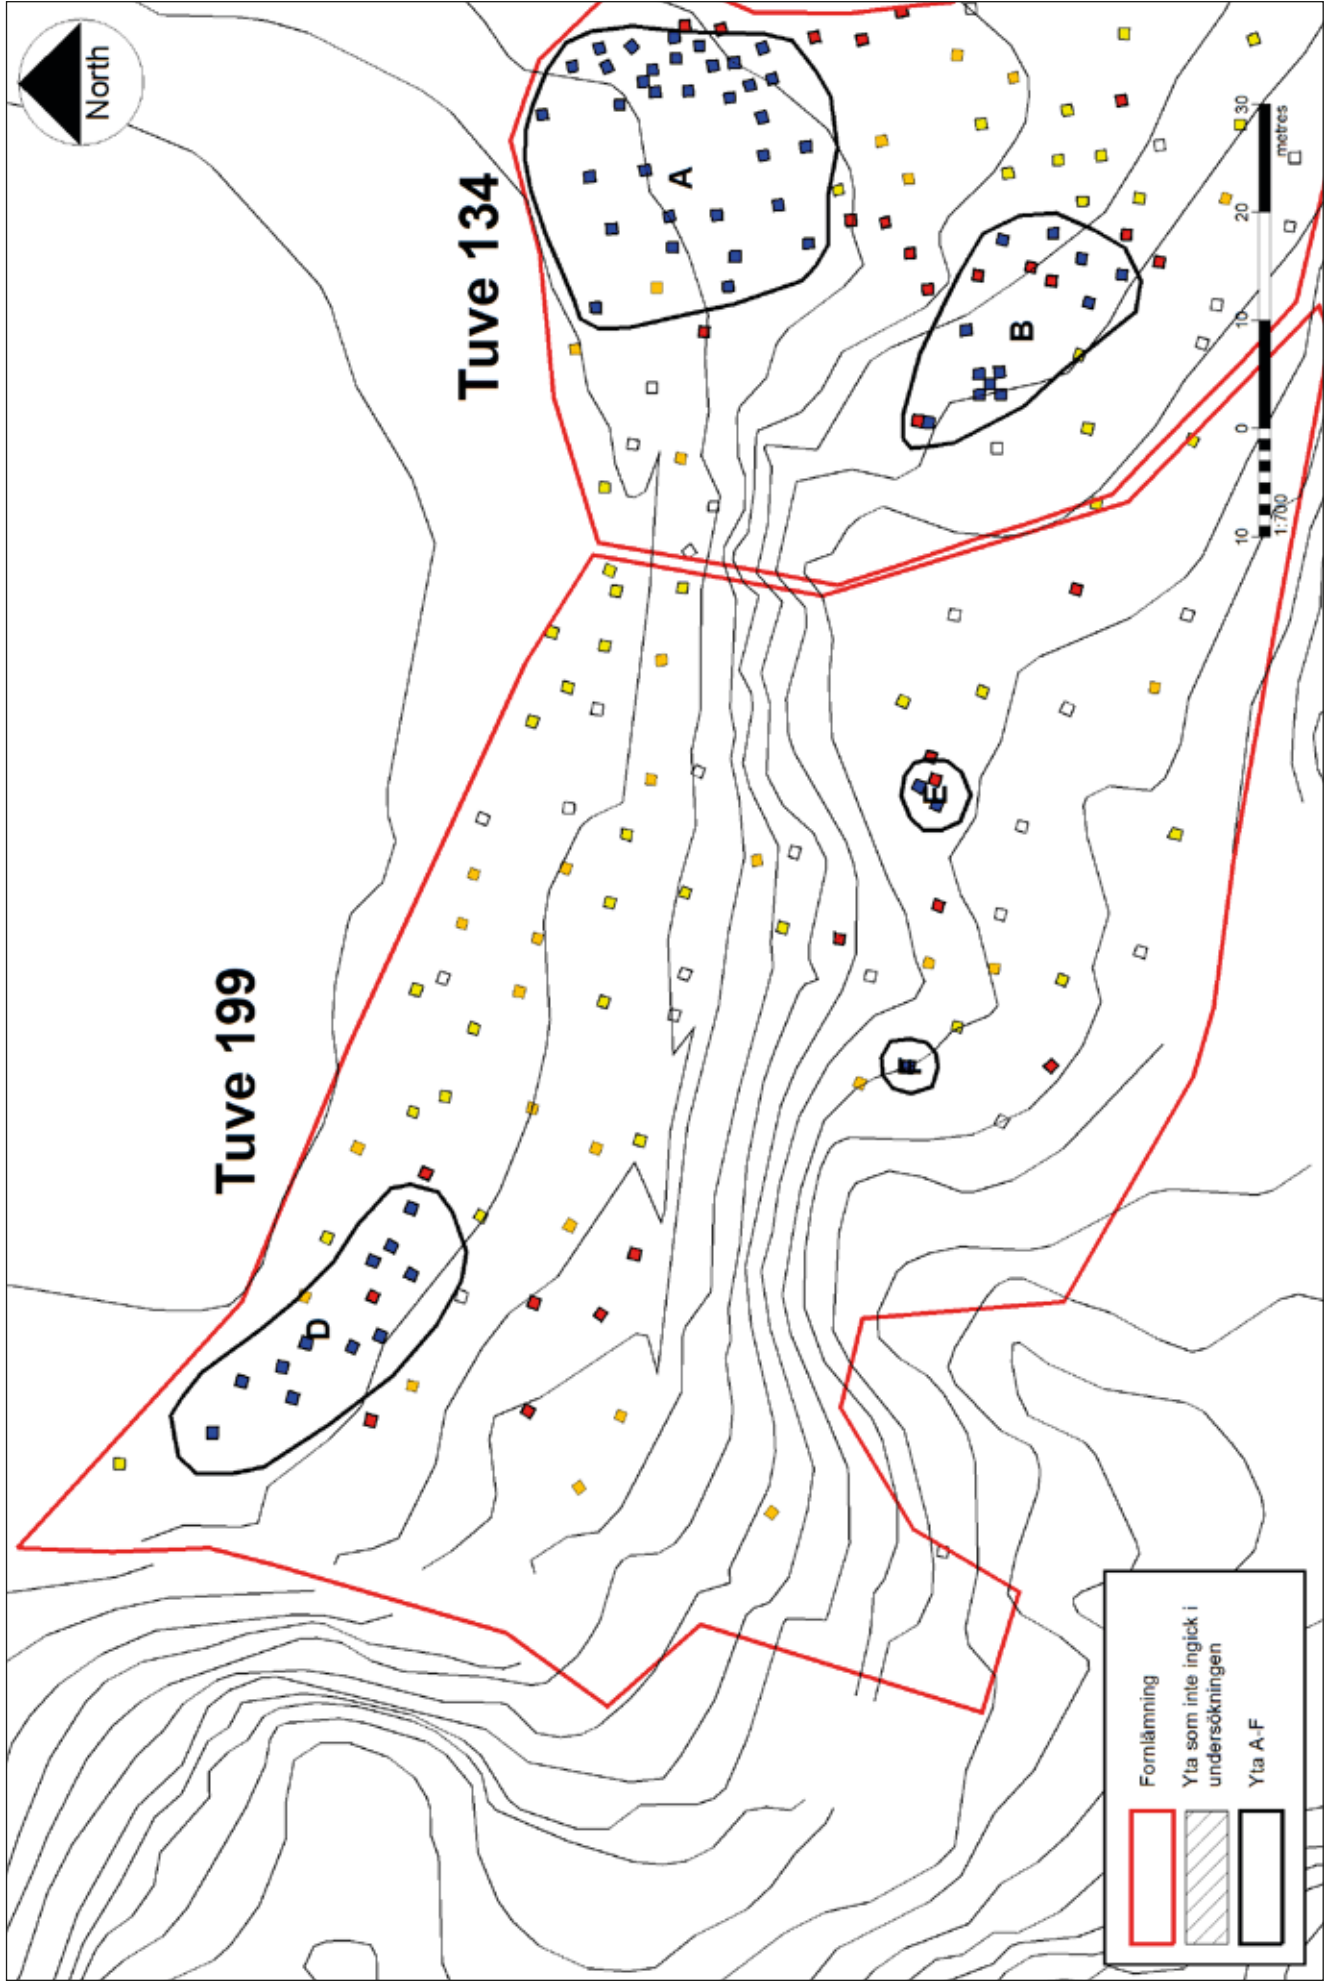 North
Tuve 134
Tuve 199
A
B
D
E
F
10 0 10 20 30
1:700 metres
Fornlämning
Yta som inte ingick i
undersökningen
Yta A-F